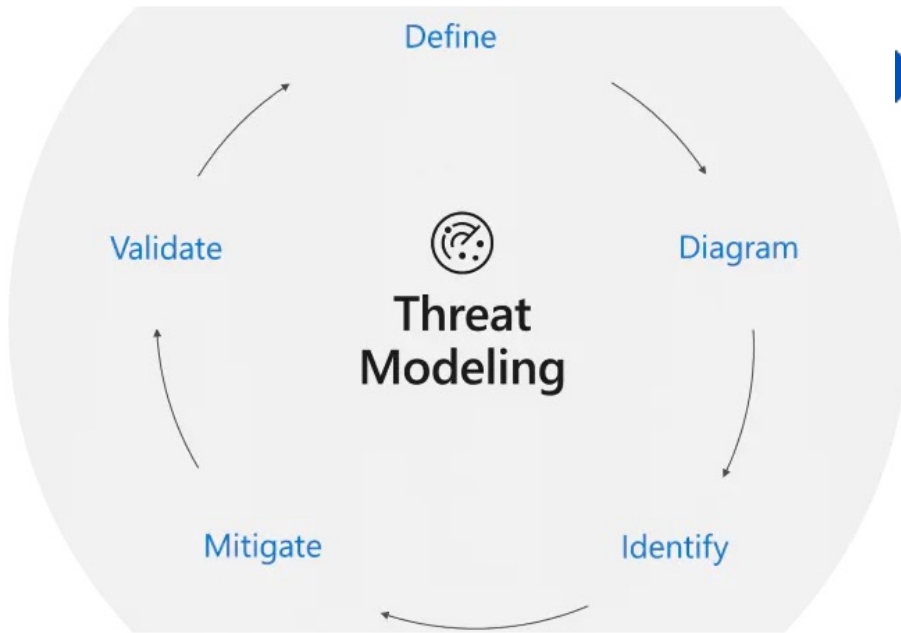 Define
Validate
Diagram
Threat
Modeling
Mitigate
Identify